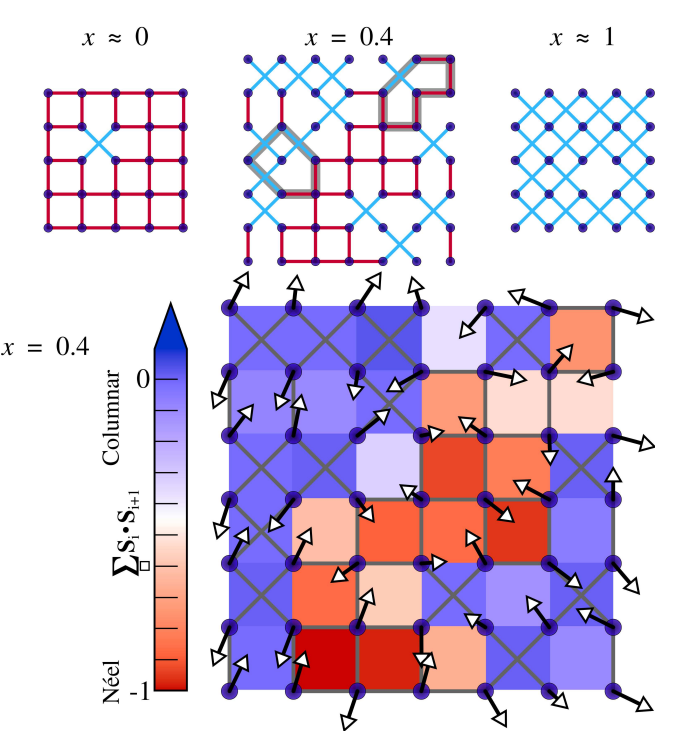 x ≈ 0
x = 0.4
x ≈ 1
x = 0.4
0
Columnar
∑□ Sᵢ•Sᵢ₊₁
Néel
-1